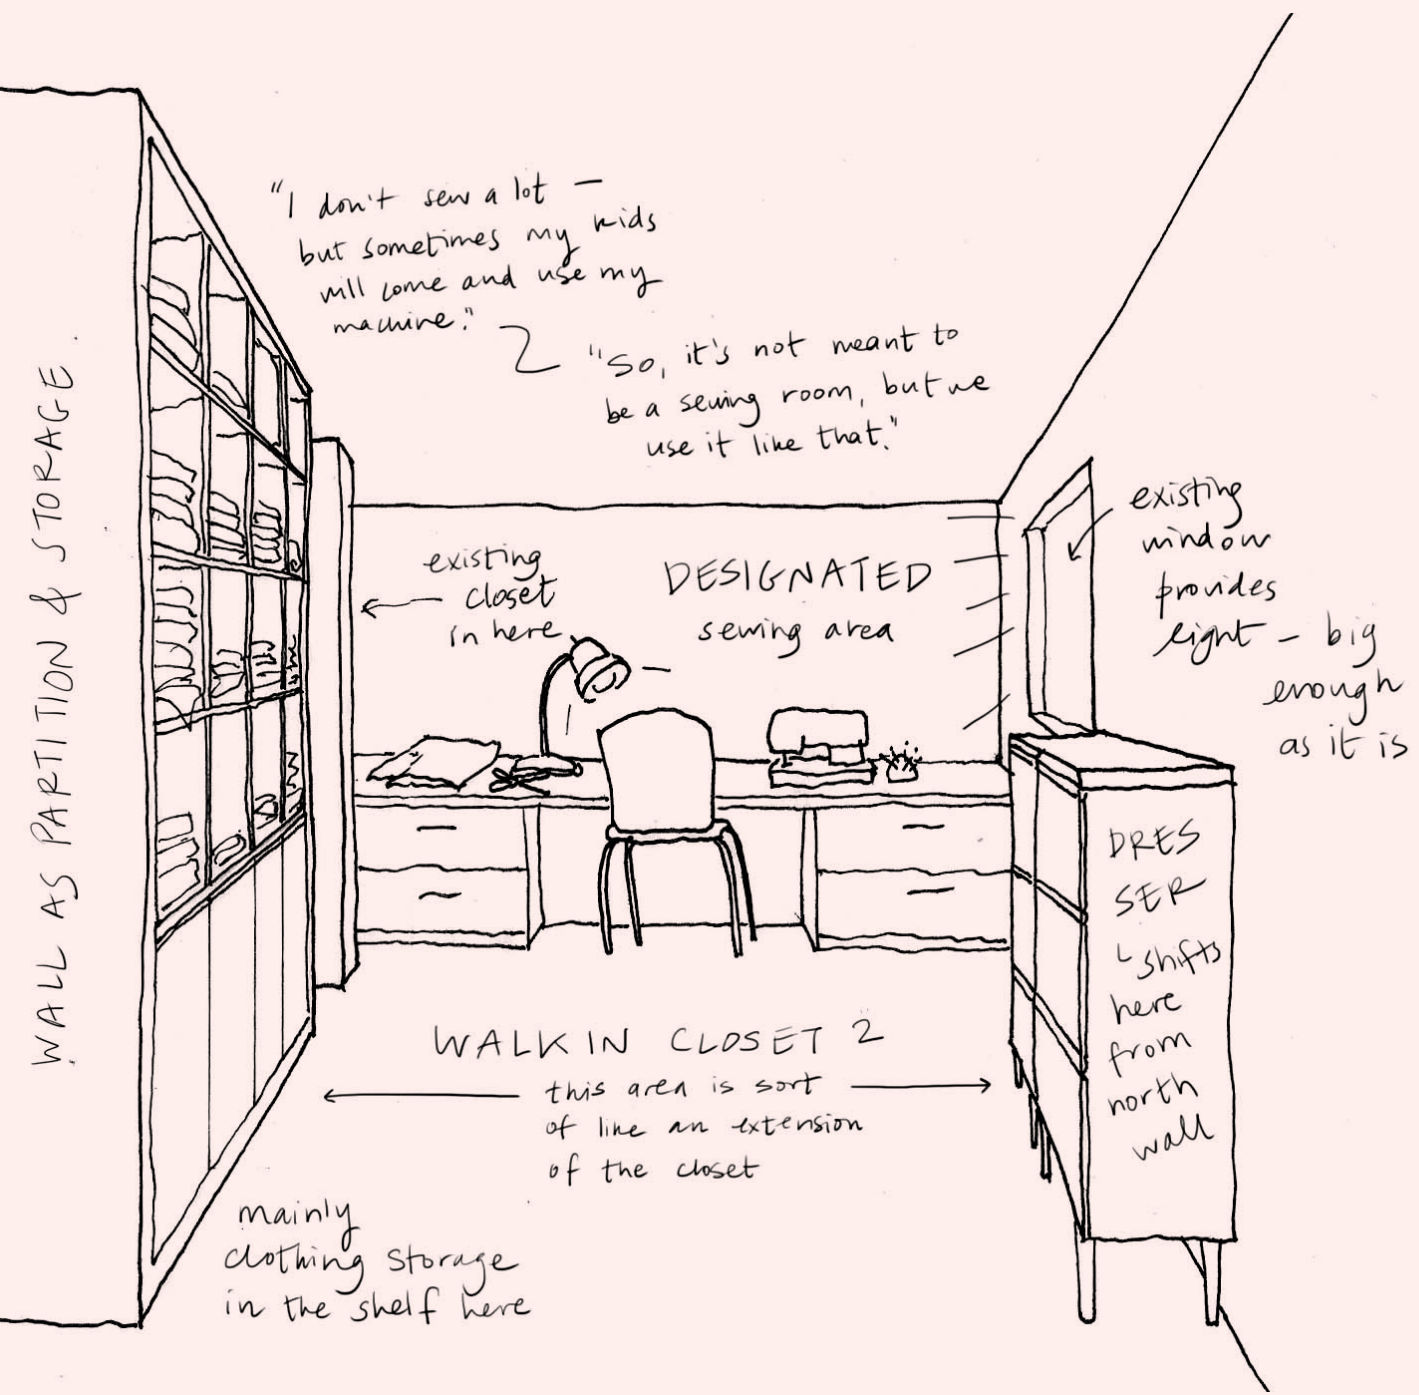 WALL AS PARTITION & STORAGE
"I don't sew a lot —
but sometimes my kids
will come and use my
machine."
"So, it's not meant to
be a sewing room, but we
use it like that."
existing
closet
in here
DESIGNATED
sewing area
existing
window
provides
light – big
enough
as it is
DRES
SER
shifts
here
from
north
wall
WALK IN CLOSET 2
this area is sort
of like an extension
of the closet
mainly
clothing storage
in the shelf here